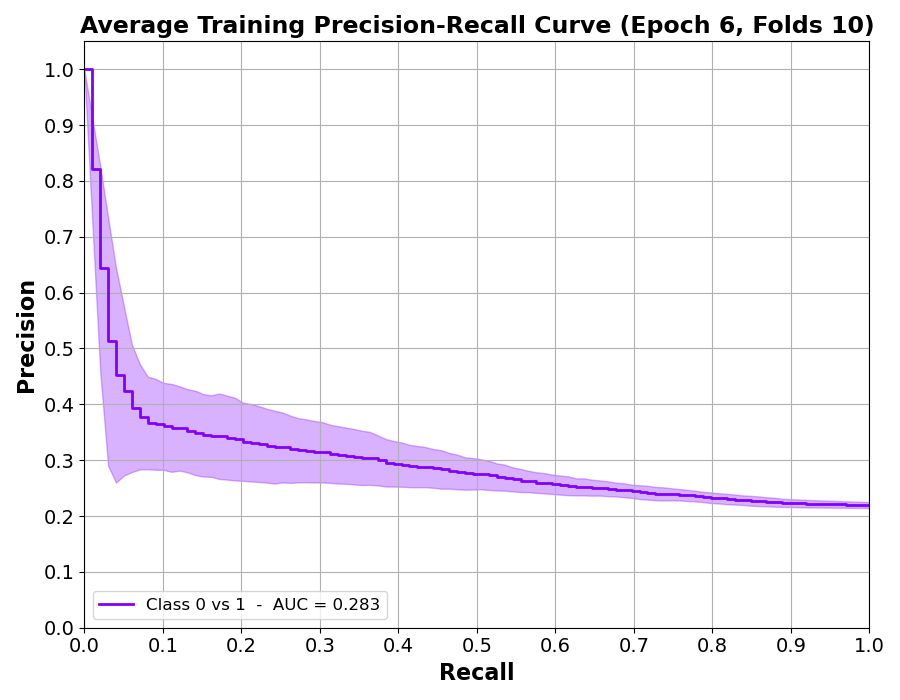 Average Training Precision-Recall Curve (Epoch 6, Folds 10)
Precision
1.0
0.9
0.8
0.7
0.6
0.5
0.4
0.3
0.2
0.1
0.0
Class 0 vs 1 - AUC = 0.283
0.0 0.1 0.2 0.3 0.4 0.5 0.6 0.7 0.8 0.9 1.0
Recall